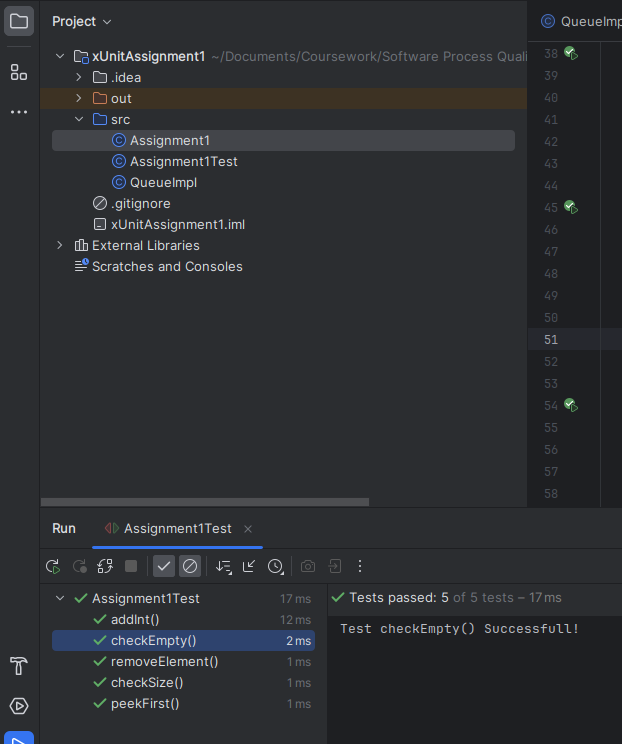 Project
QueueImpl
xUnitAssignment1 ~/Documents/Coursework/Software Process Quali
.idea
out
src
Assignment1
Assignment1Test
QueueImpl
.gitignore
xUnitAssignment1.iml
External Libraries
Scratches and Consoles
38
39
40
41
42
43
44
45
46
47
48
49
50
51
52
53
54
55
56
57
58
Run Assignment1Test
Assignment1Test 17 ms
addInt() 12 ms
checkEmpty() 2 ms
removeElement() 1 ms
checkSize() 1 ms
peekFirst() 1 ms
Tests passed: 5 of 5 tests – 17 ms
Test checkEmpty() Successfull!